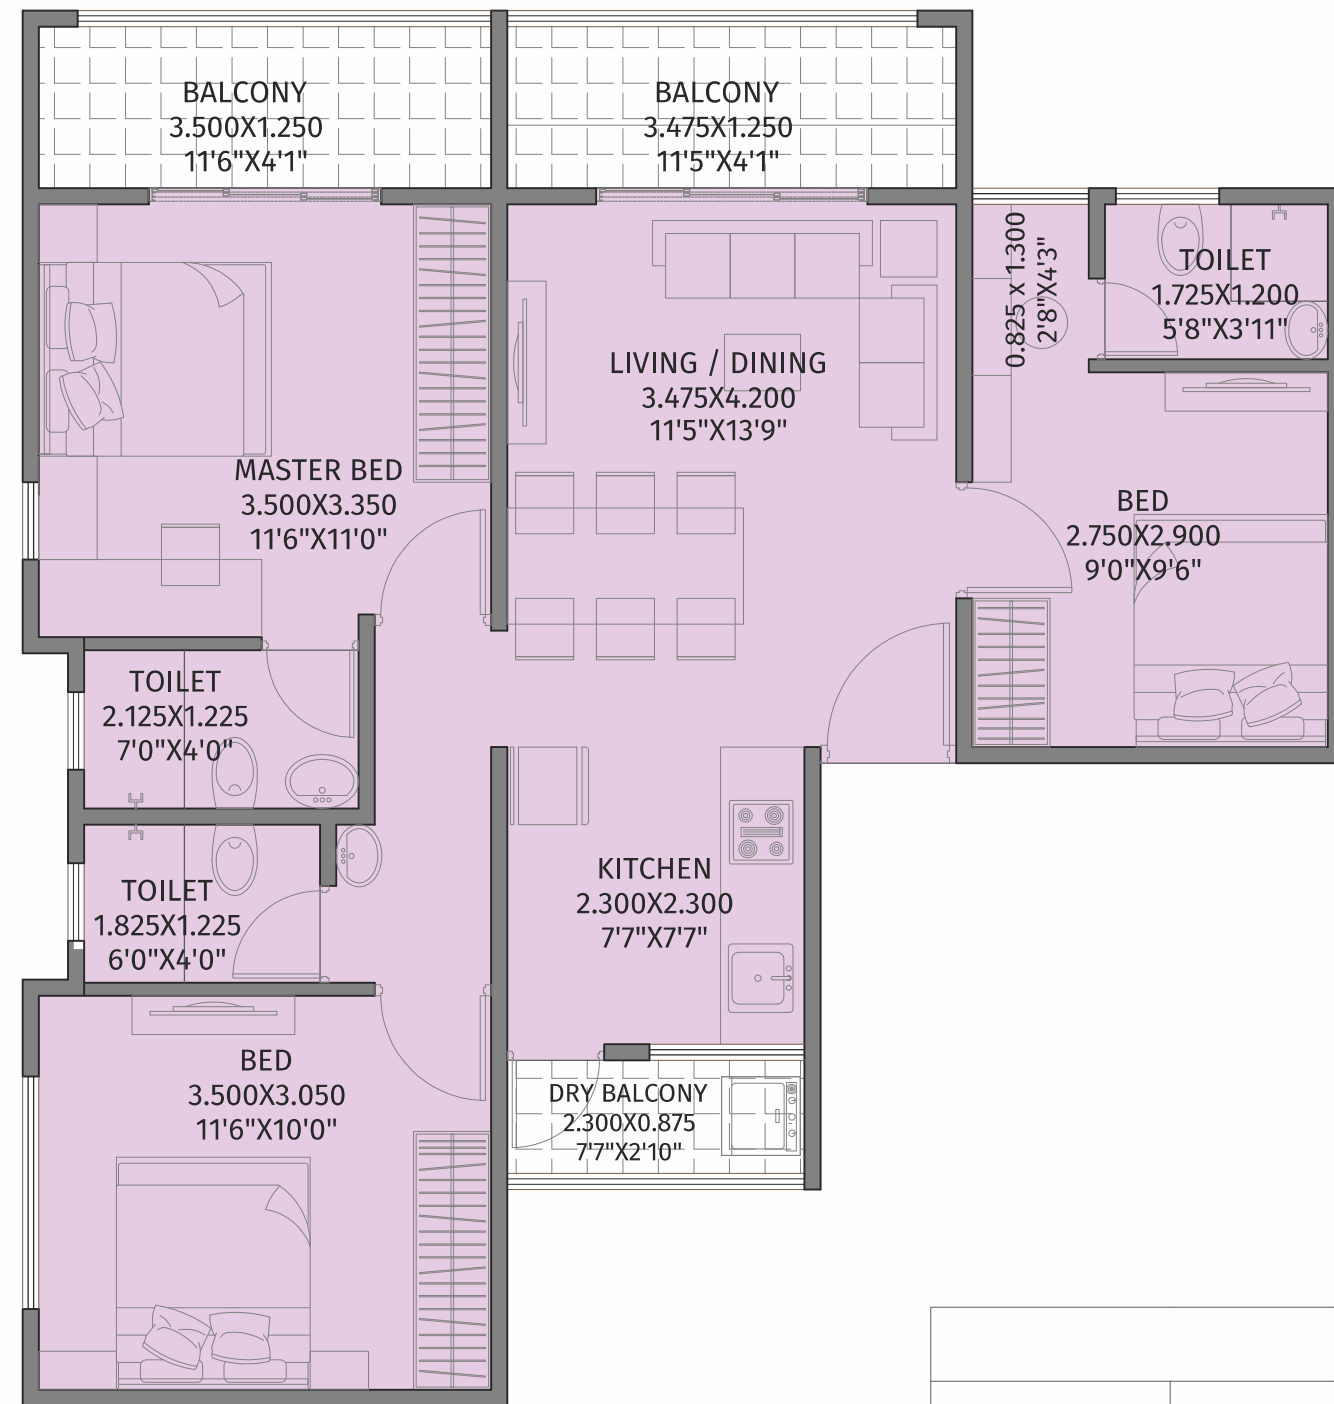 BALCONY
3.500X1.250
11'6"X4'1"
BALCONY
3.475X1.250
11'5"X4'1"
0.825 x 1.300
2'8"X4'3"
TOILET
1.725X1.200
5'8"X3'11"
LIVING / DINING
3.475X4.200
11'5"X13'9"
MASTER BED
3.500X3.350
11'6"X11'0"
BED
2.750X2.900
9'0"X9'6"
TOILET
2.125X1.225
7'0"X4'0"
TOILET
1.825X1.225
6'0"X4'0"
KITCHEN
2.300X2.300
7'7"X7'7"
BED
3.500X3.050
11'6"X10'0"
DRY BALCONY
2.300X0.875
7'7"X2'10"